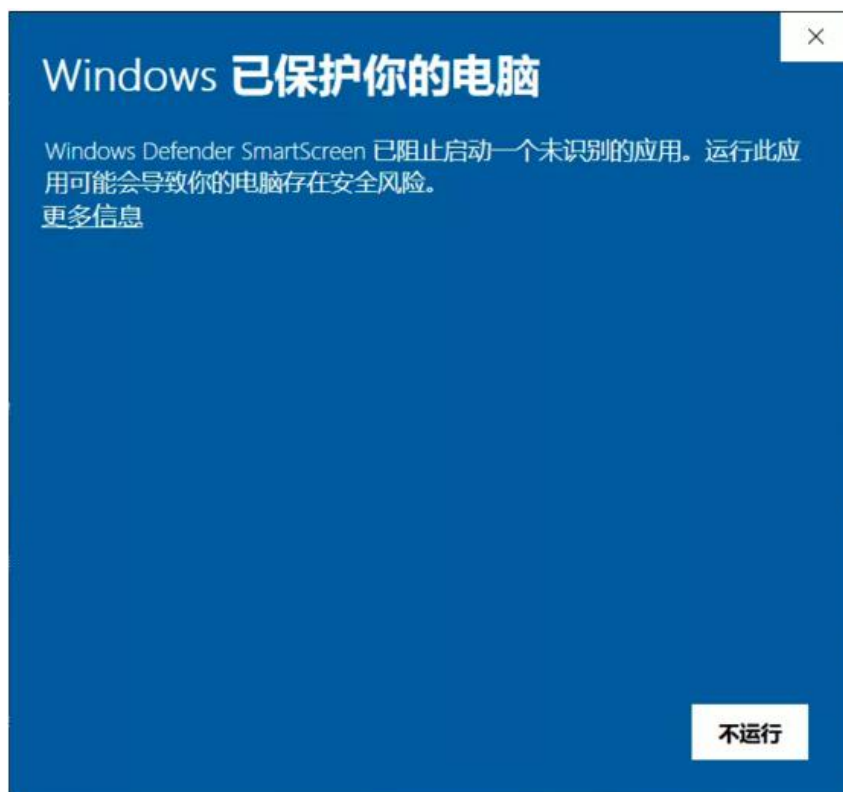 Windows 已保护你的电脑
Windows Defender SmartScreen 已阻止启动一个未识别的应用。运行此应
用可能会导致你的电脑存在安全风险。
更多信息
不运行